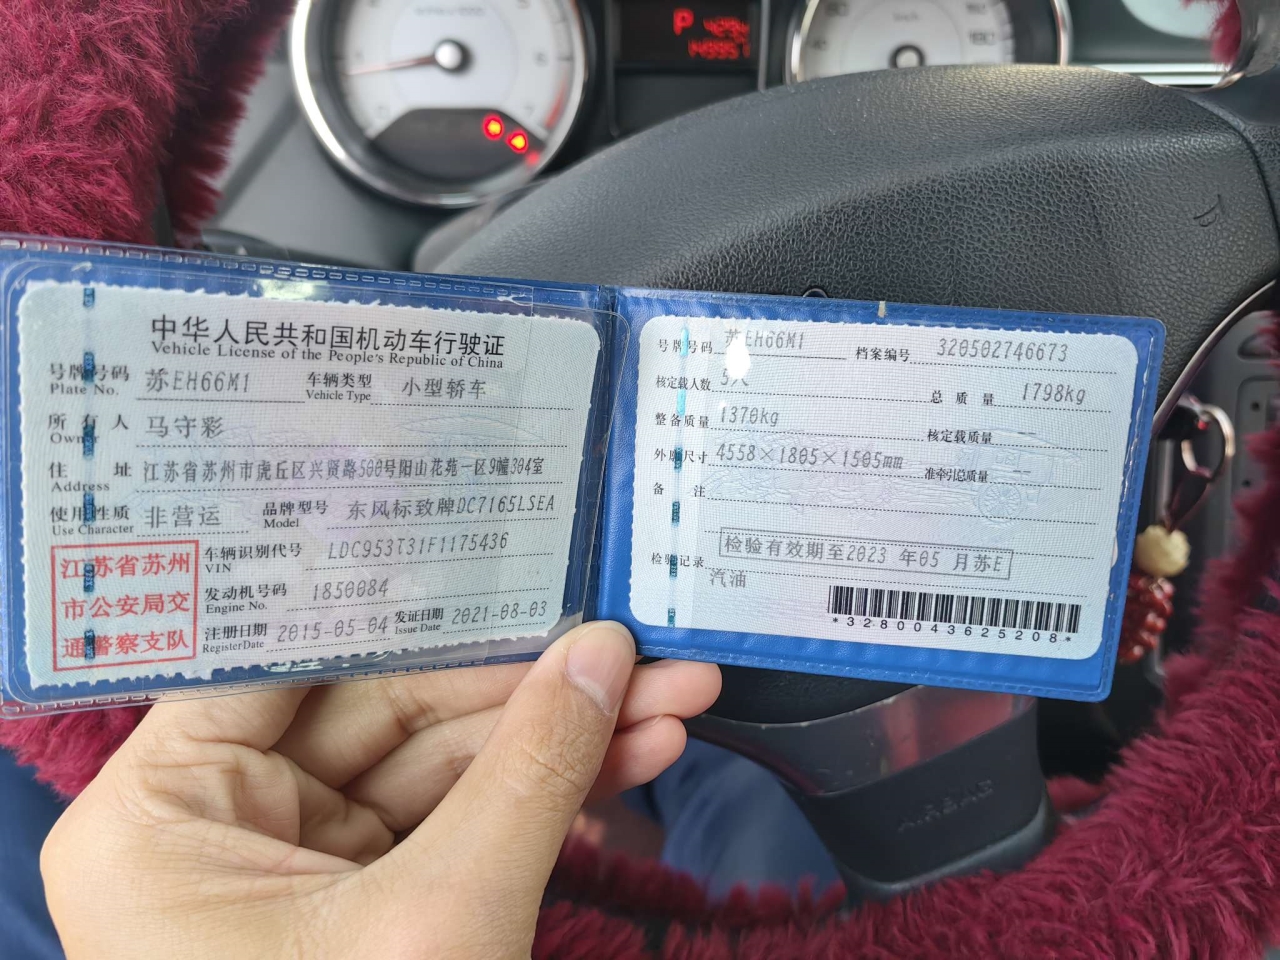 P
149951
km/h
中华人民共和国机动车行驶证
Vehicle License of the People's Republic of China
号牌号码 苏EH66M1 车辆类型 小型轿车
Plate No. Vehicle Type
所有人 马守彩
Owner
住址 江苏省苏州市虎丘区兴贤路500号阳山花苑一区9幢304室
Address
使用性质 非营运 品牌型号 东风标致牌DC7165LSEA
Use Character Model
江苏省苏州
市公安局交
通警察支队
车辆识别代号 LDC953T31F1175436
VIN
发动机号码 1850084
Engine No.
注册日期 2015-05-04 发证日期 2021-08-03
Register Date Issue Date
号牌号码 苏EH66M1 档案编号 320502746673
核定载人数 5人 总质量 1798kg
整备质量 1370kg 核定载质量 --
外廓尺寸 4558×1805×1505mm 准牵引总质量 --
备注
检验记录 检验有效期至2023 年05 月苏E
汽油
*3280043625208*
AIRBAG